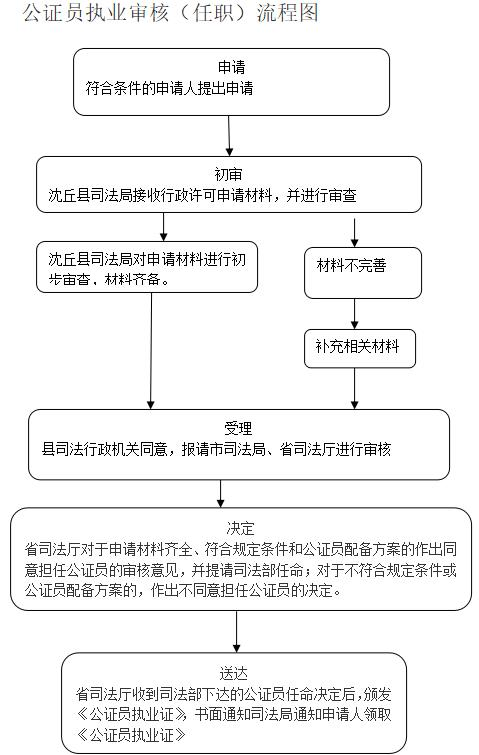 公证员执业审核（任职）流程图
申请
符合条件的申请人提出申请
初审
沈丘县司法局接收行政许可申请材料，并进行审查
沈丘县司法局对申请材料进行初
步审查，材料齐备。
材料不完善
补充相关材料
受理
县司法行政机关同意，报请市司法局、省司法厅进行审核
决定
省司法厅对于申请材料齐全、符合规定条件和公证员配备方案的作出同
意担任公证员的审核意见，并提请司法部任命；对于不符合规定条件或
公证员配备方案的，作出不同意担任公证员的决定。
送达
省司法厅收到司法部下达的公证员任命决定后，颁发
《公证员执业证》，书面通知司法局通知申请人领取
《公证员执业证》